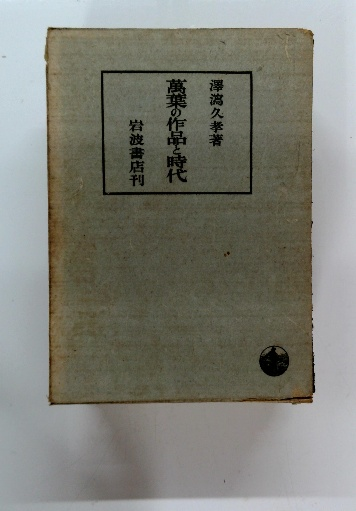 澤瀉久孝著
萬葉の作品と時代
岩波書店刊